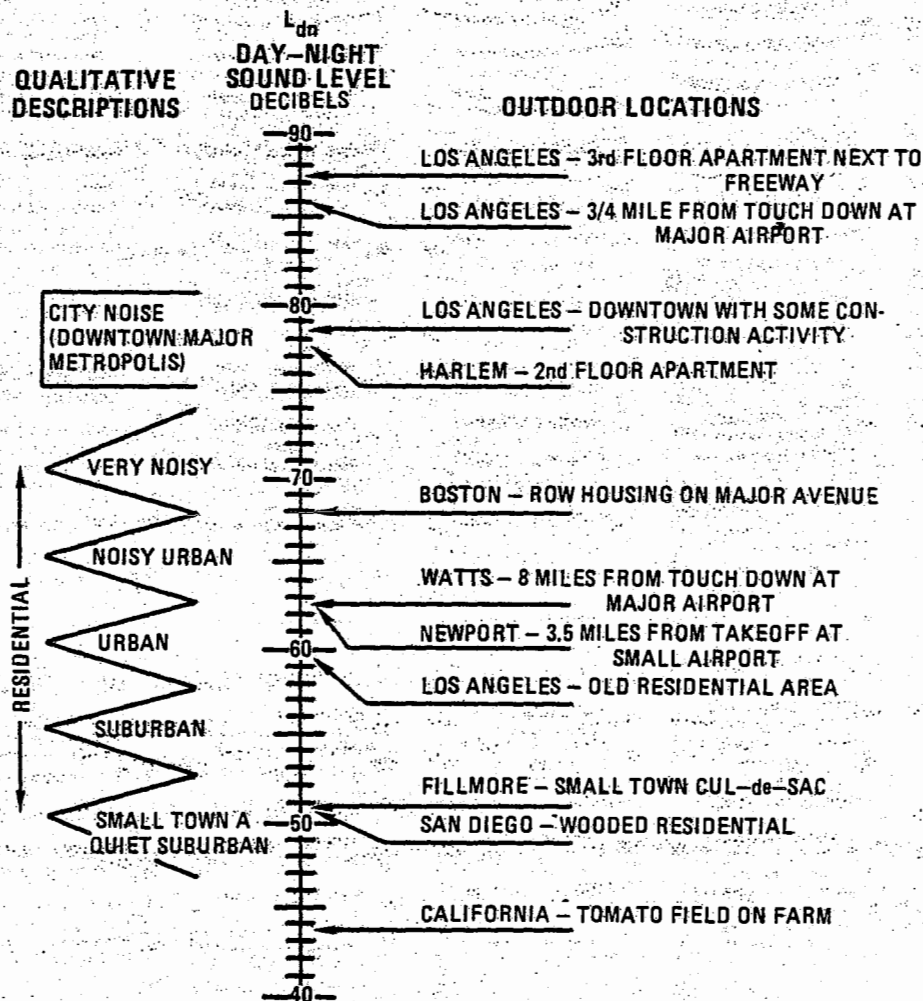 L_dn
DAY-NIGHT
SOUND LEVEL
DECIBELS
QUALITATIVE
DESCRIPTIONS
OUTDOOR LOCATIONS
90
LOS ANGELES – 3rd FLOOR APARTMENT NEXT TO
FREEWAY
LOS ANGELES – 3/4 MILE FROM TOUCH DOWN AT
MAJOR AIRPORT
80
CITY NOISE
(DOWNTOWN MAJOR
METROPOLIS)
LOS ANGELES – DOWNTOWN WITH SOME CON-
STRUCTION ACTIVITY
HARLEM – 2nd FLOOR APARTMENT
RESIDENTIAL
VERY NOISY
70
BOSTON – ROW HOUSING ON MAJOR AVENUE
NOISY URBAN
WATTS – 8 MILES FROM TOUCH DOWN AT
MAJOR AIRPORT
URBAN
60
NEWPORT – 3.5 MILES FROM TAKEOFF AT
SMALL AIRPORT
LOS ANGELES – OLD RESIDENTIAL AREA
SUBURBAN
FILLMORE – SMALL TOWN CUL-de-SAC
SMALL TOWN A
QUIET SUBURBAN
50
SAN DIEGO – WOODED RESIDENTIAL
CALIFORNIA – TOMATO FIELD ON FARM
40